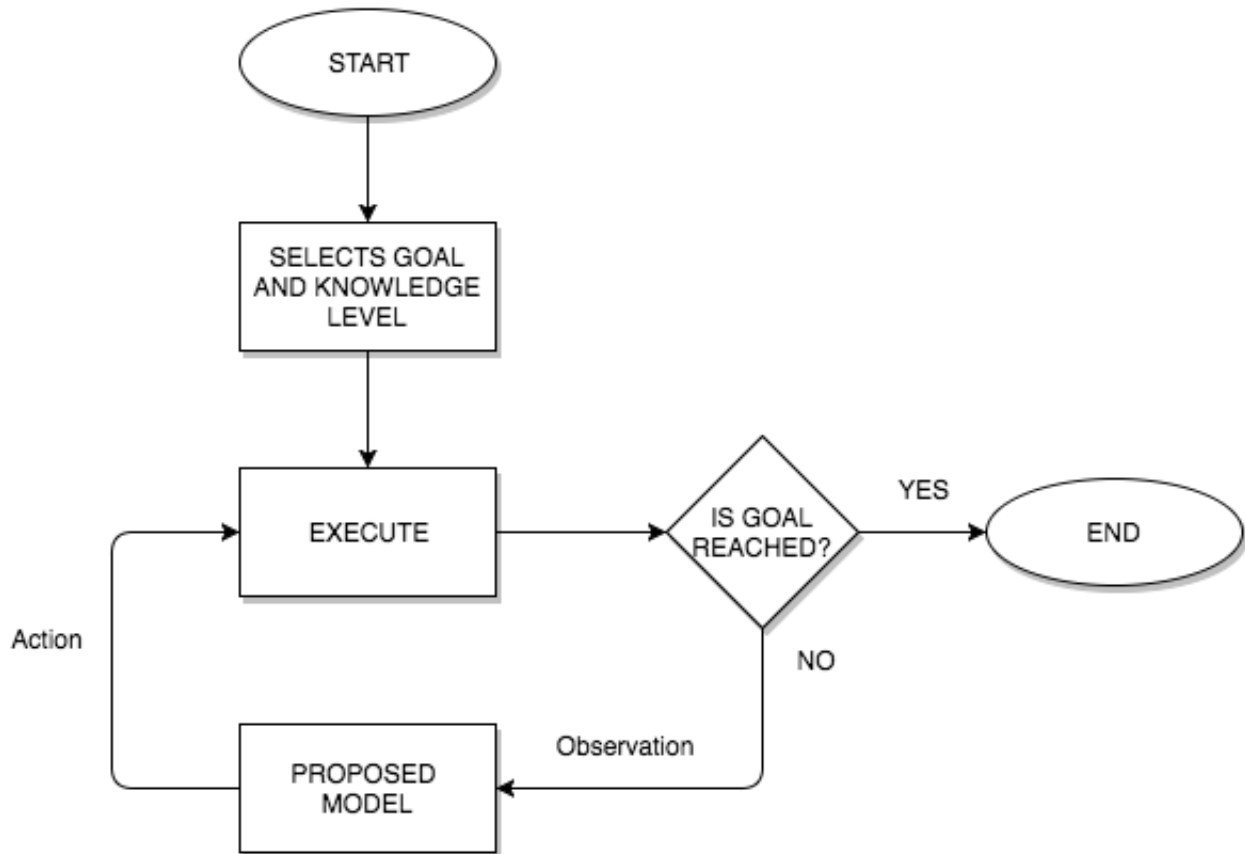 START
SELECTS GOAL
AND KNOWLEDGE
LEVEL
EXECUTE
IS GOAL
REACHED?
YES
END
NO
Action
Observation
PROPOSED
MODEL